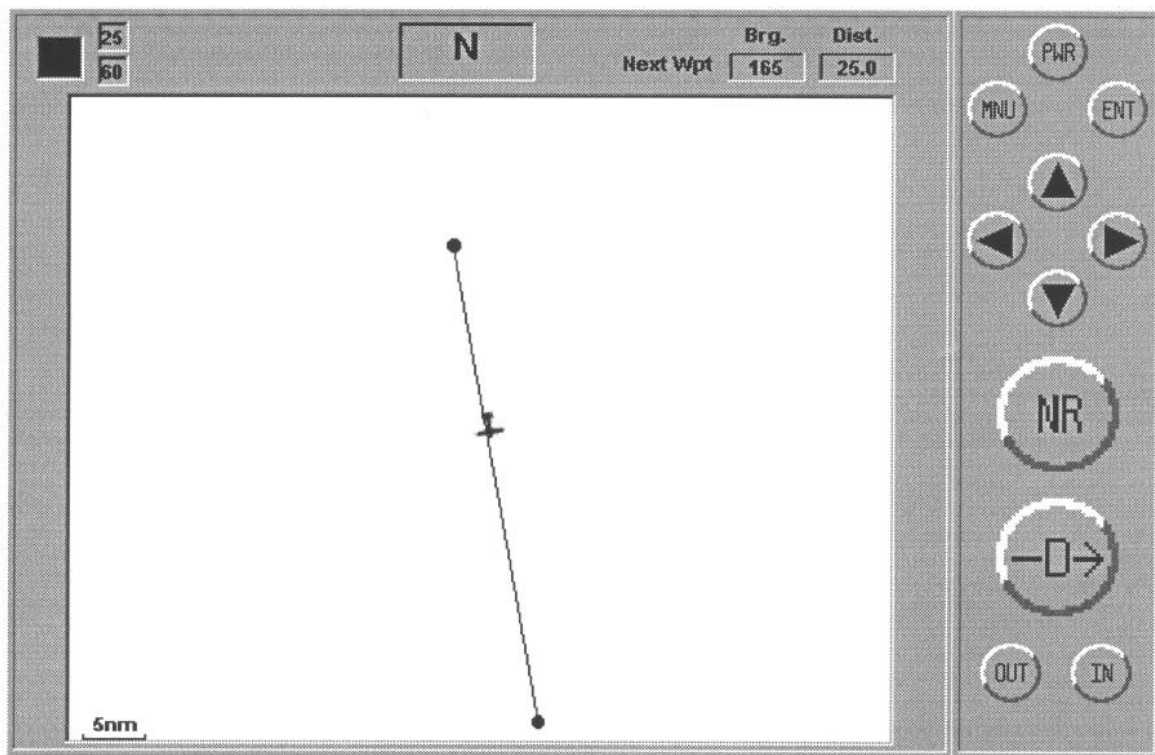 25
60
N
Brg. Dist.
Next Wpt 165 25.0
5nm
PWR
MNU ENT
NR
D
OUT IN